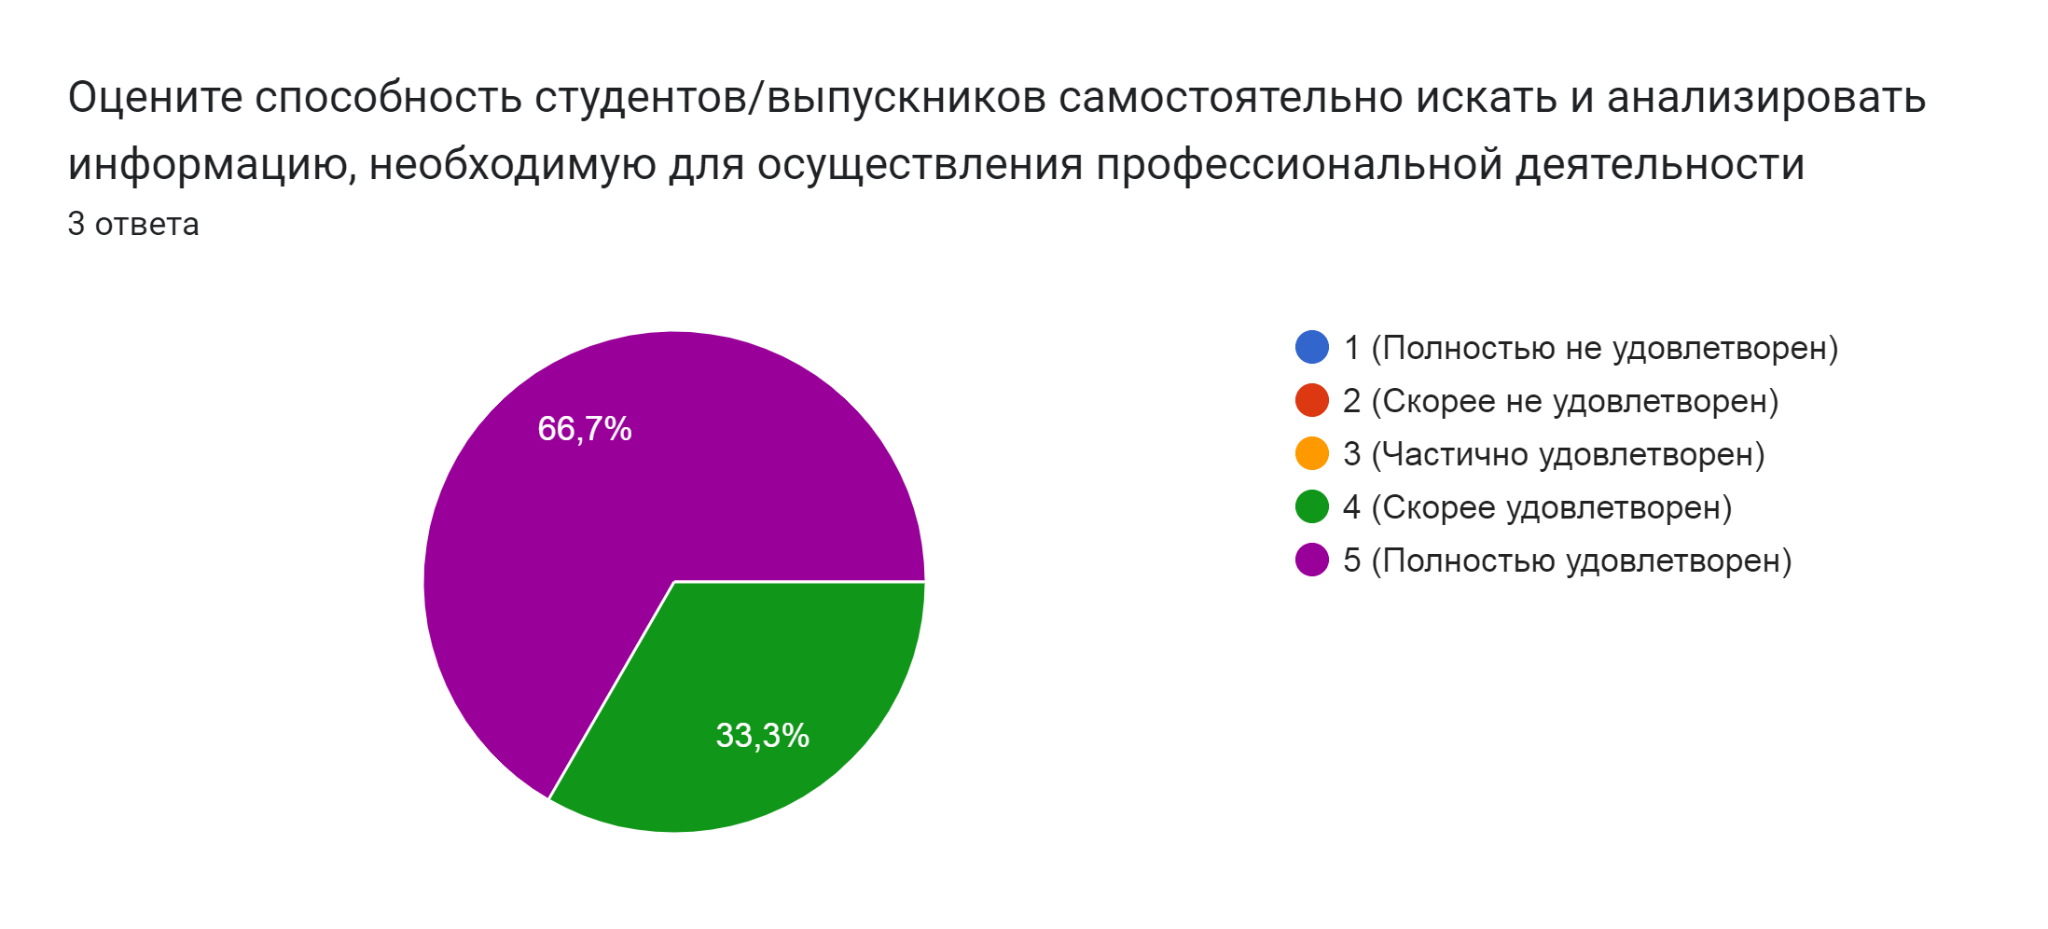 Оцените способность студентов/выпускников самостоятельно искать и анализировать
информацию, необходимую для осуществления профессиональной деятельности
3 ответа
66,7%
33,3%
1 (Полностью не удовлетворен)
2 (Скорее не удовлетворен)
3 (Частично удовлетворен)
4 (Скорее удовлетворен)
5 (Полностью удовлетворен)